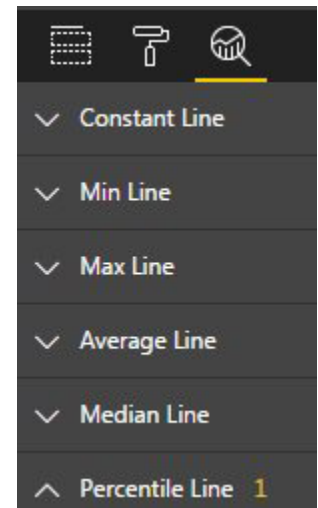 Constant Line
Min Line
Max Line
Average Line
Median Line
Percentile Line 1